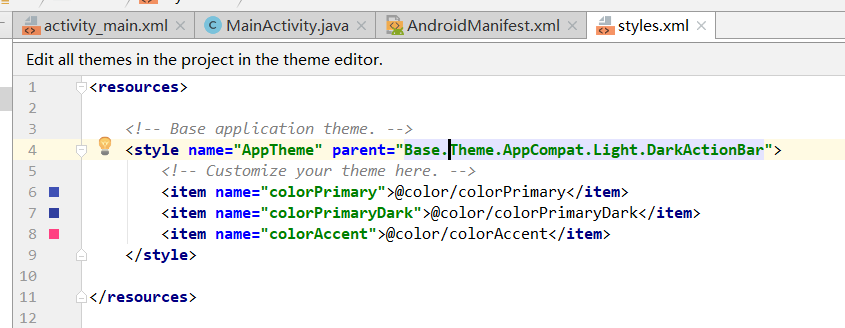 activity_main.xml MainActivity.java AndroidManifest.xml styles.xml
Edit all themes in the project in the theme editor.
1 <resources>
2
3 <!-- Base application theme. -->
4 <style name="AppTheme" parent="Base.Theme.AppCompat.Light.DarkActionBar">
5 <!-- Customize your theme here. -->
6 <item name="colorPrimary">@color/colorPrimary</item>
7 <item name="colorPrimaryDark">@color/colorPrimaryDark</item>
8 <item name="colorAccent">@color/colorAccent</item>
9 </style>
10
11 </resources>
12